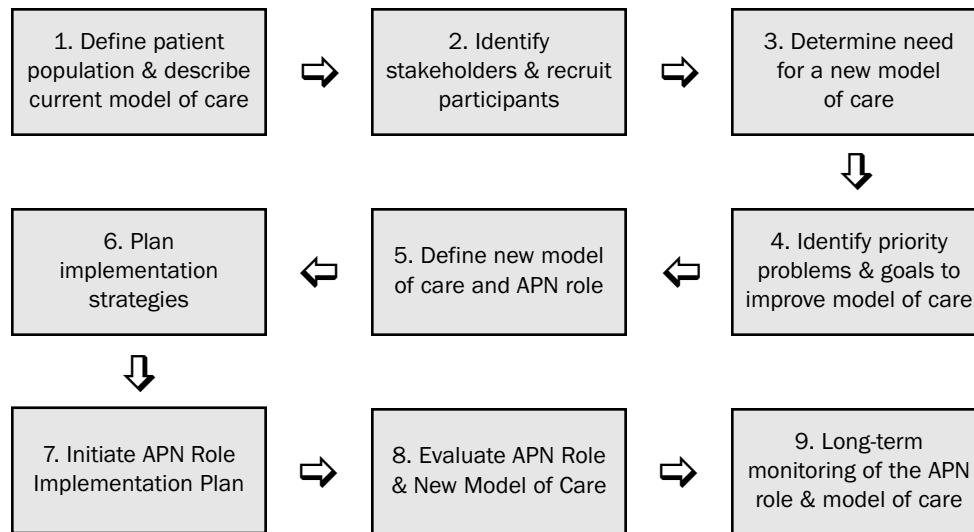 1. Define patient
population & describe
current model of care
2. Identify
stakeholders & recruit
participants
3. Determine need
for a new model
of care
6. Plan
implementation
strategies
5. Define new model
of care and APN role
4. Identify priority
problems & goals to
improve model of care
7. Initiate APN Role
Implementation Plan
8. Evaluate APN Role
& New Model of Care
9. Long-term
monitoring of the APN
role & model of care